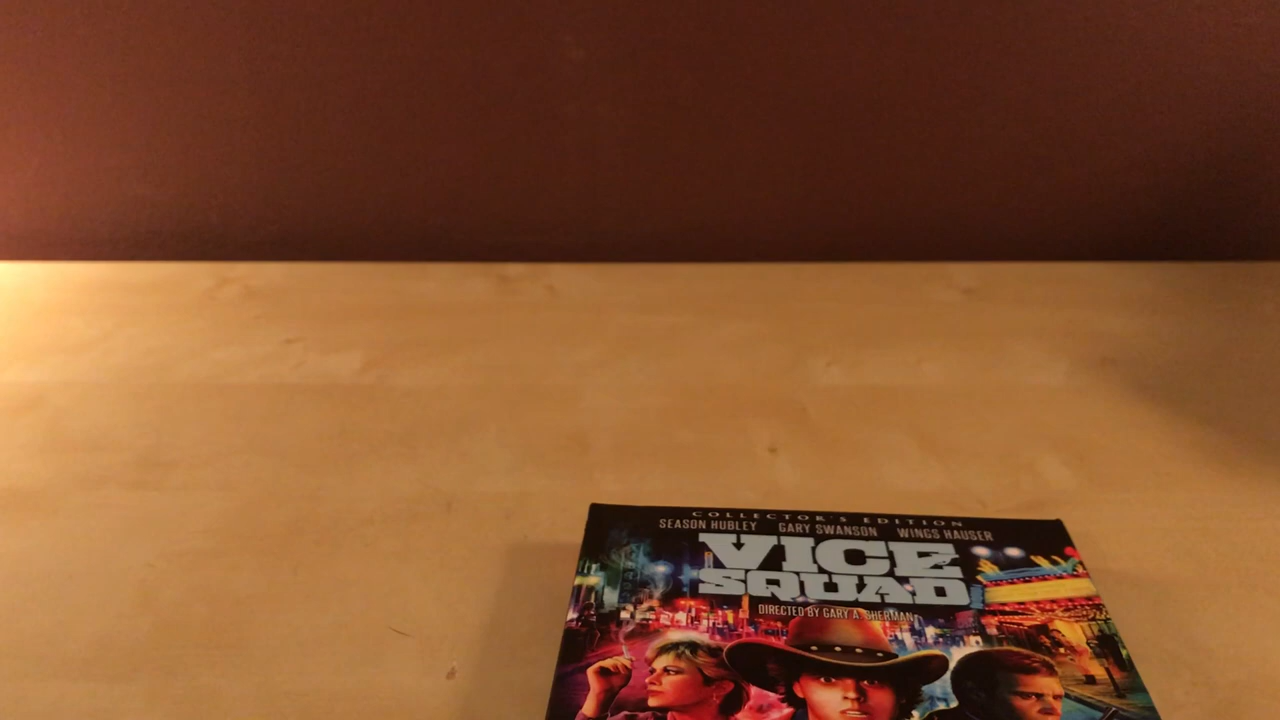 COLLECTOR'S EDITION
SEASON HUBLEY GARY SWANSON WINGS HAUSER
VICE
SQUAD
DIRECTED BY GARY A. SHERMAN